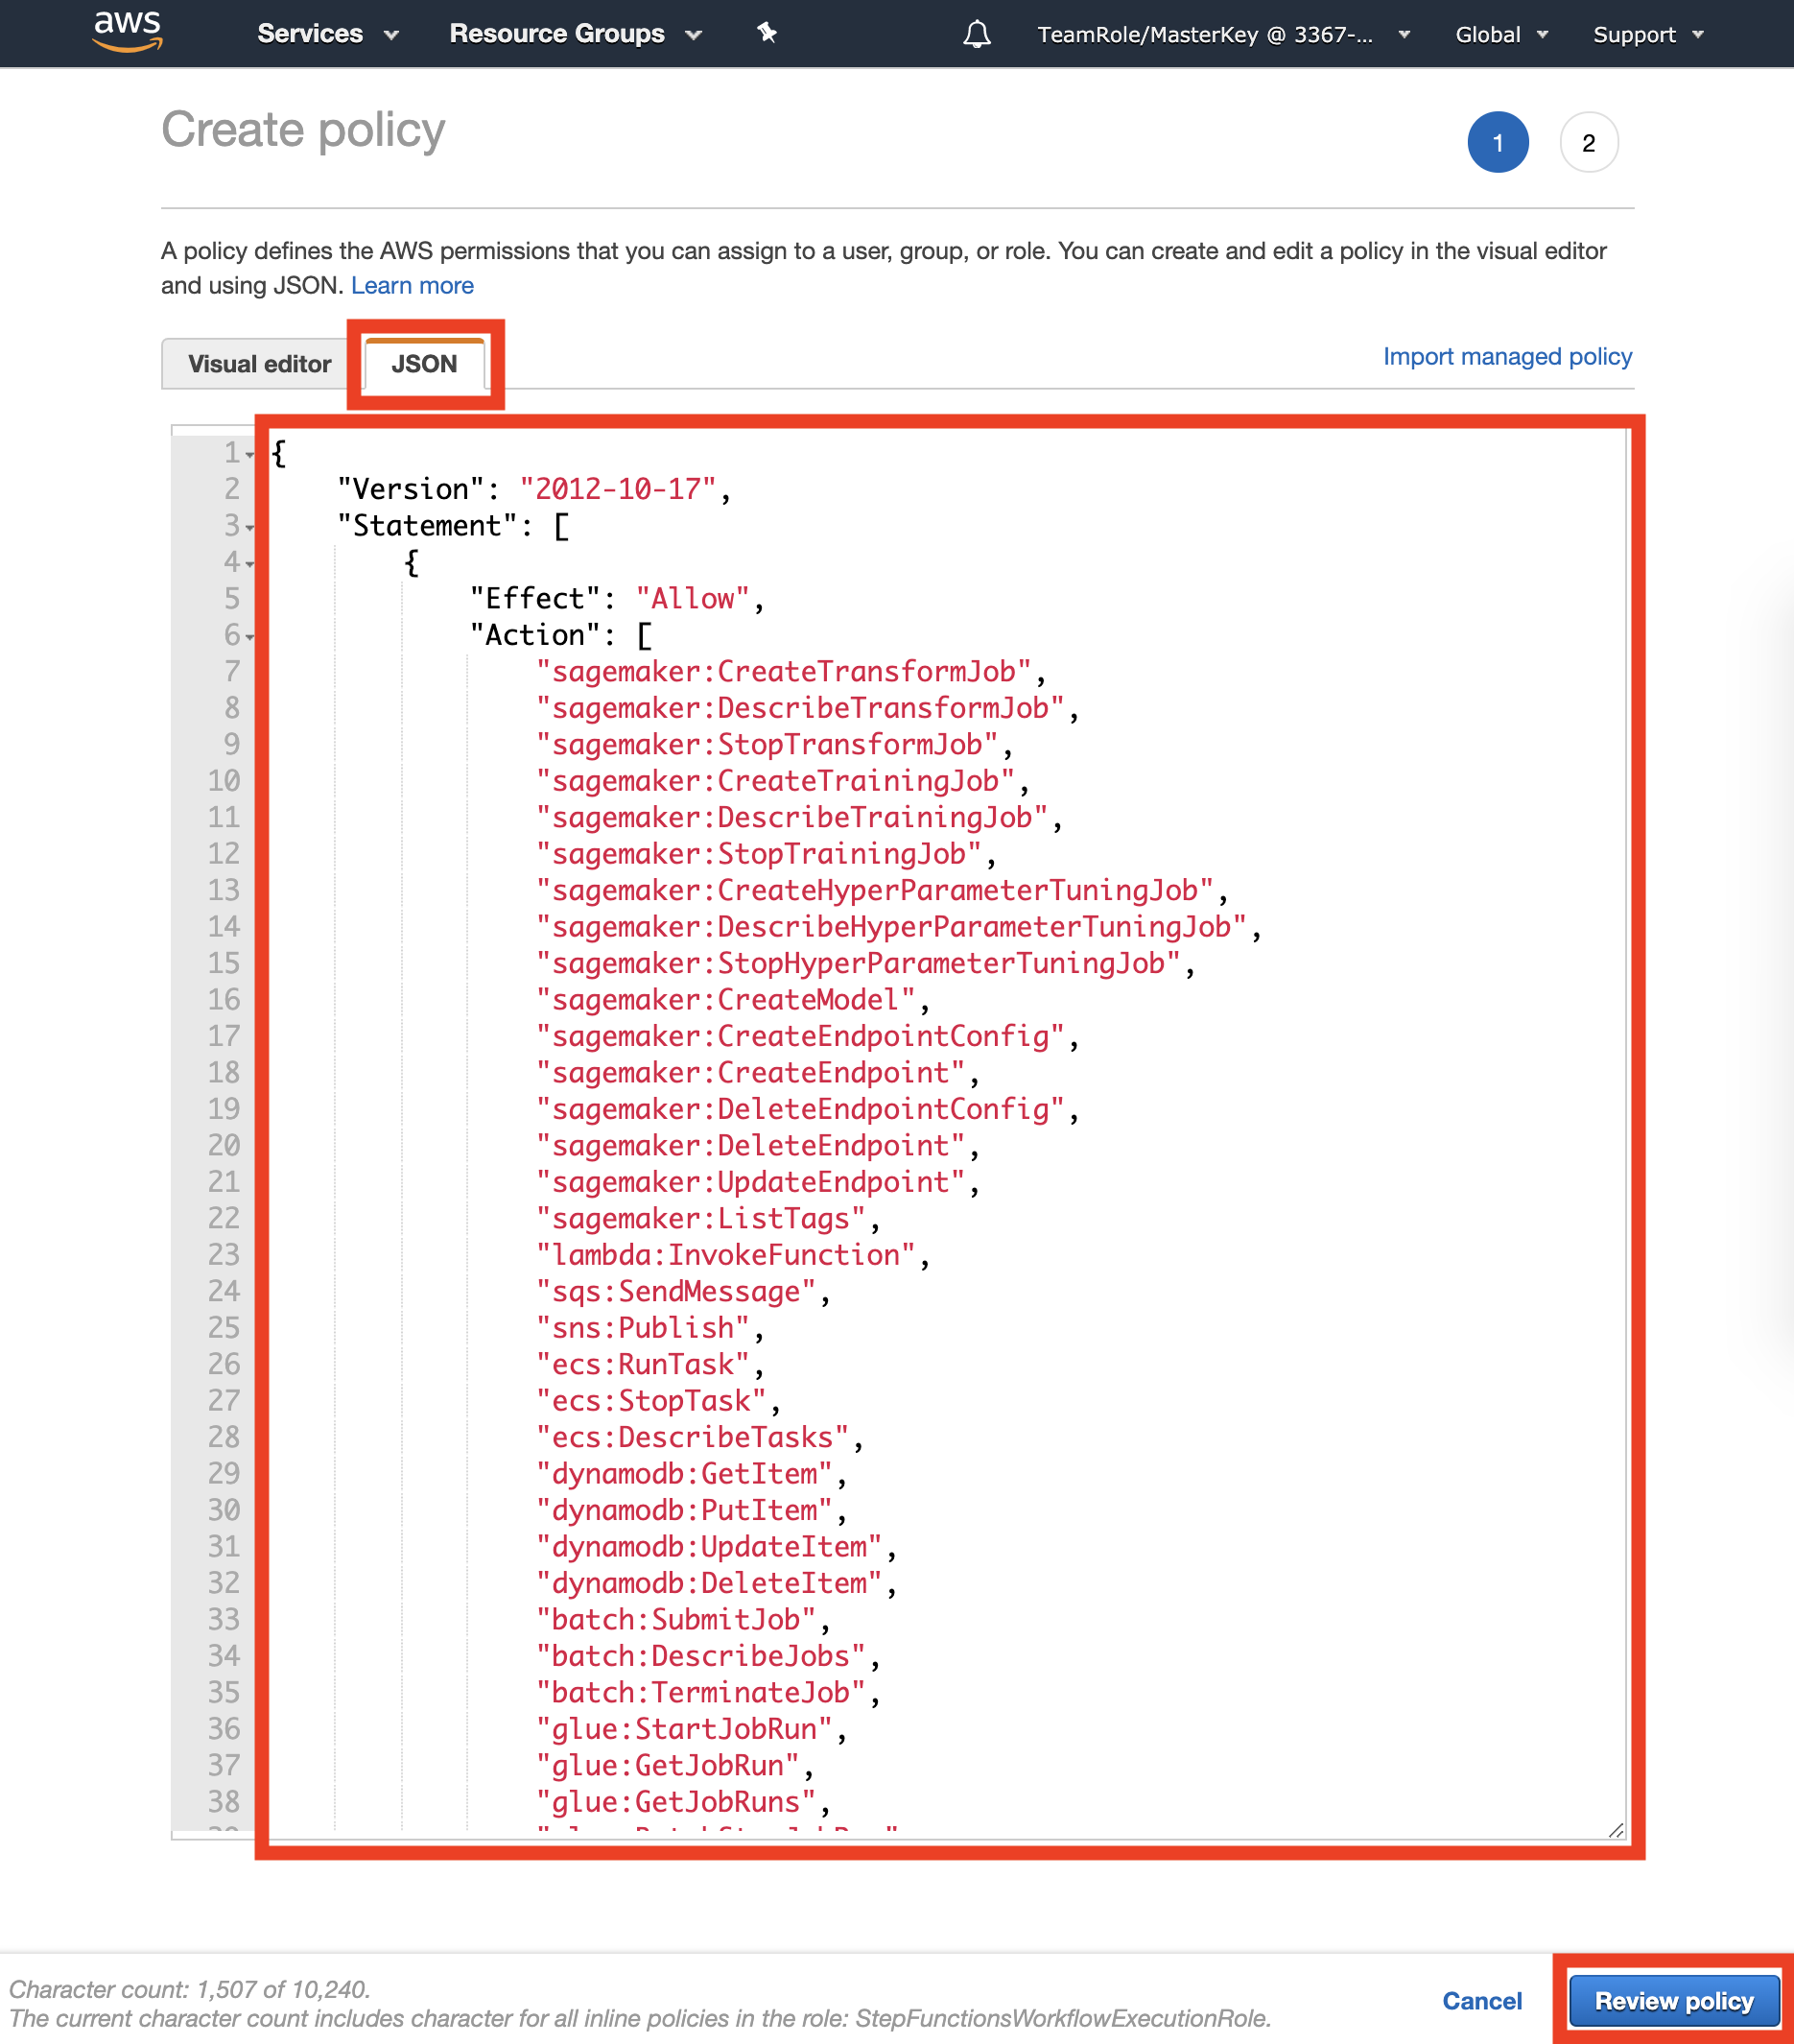 aws Services Resource Groups TeamRole/MasterKey @ 3367-... Global Support
Create policy
1 2
A policy defines the AWS permissions that you can assign to a user, group, or role. You can create and edit a policy in the visual editor
and using JSON. Learn more
Visual editor JSON Import managed policy
1 {
2 "Version": "2012-10-17",
3 "Statement": [
4 {
5 "Effect": "Allow",
6 "Action": [
7 "sagemaker:CreateTransformJob",
8 "sagemaker:DescribeTransformJob",
9 "sagemaker:StopTransformJob",
10 "sagemaker:CreateTrainingJob",
11 "sagemaker:DescribeTrainingJob",
12 "sagemaker:StopTrainingJob",
13 "sagemaker:CreateHyperParameterTuningJob",
14 "sagemaker:DescribeHyperParameterTuningJob",
15 "sagemaker:StopHyperParameterTuningJob",
16 "sagemaker:CreateModel",
17 "sagemaker:CreateEndpointConfig",
18 "sagemaker:CreateEndpoint",
19 "sagemaker:DeleteEndpointConfig",
20 "sagemaker:DeleteEndpoint",
21 "sagemaker:UpdateEndpoint",
22 "sagemaker:ListTags",
23 "lambda:InvokeFunction",
24 "sqs:SendMessage",
25 "sns:Publish",
26 "ecs:RunTask",
27 "ecs:StopTask",
28 "ecs:DescribeTasks",
29 "dynamodb:GetItem",
30 "dynamodb:PutItem",
31 "dynamodb:UpdateItem",
32 "dynamodb:DeleteItem",
33 "batch:SubmitJob",
34 "batch:DescribeJobs",
35 "batch:TerminateJob",
36 "glue:StartJobRun",
37 "glue:GetJobRun",
38 "glue:GetJobRuns",
Character count: 1,507 of 10,240.
The current character count includes character for all inline policies in the role: StepFunctionsWorkflowExecutionRole.
Cancel Review policy